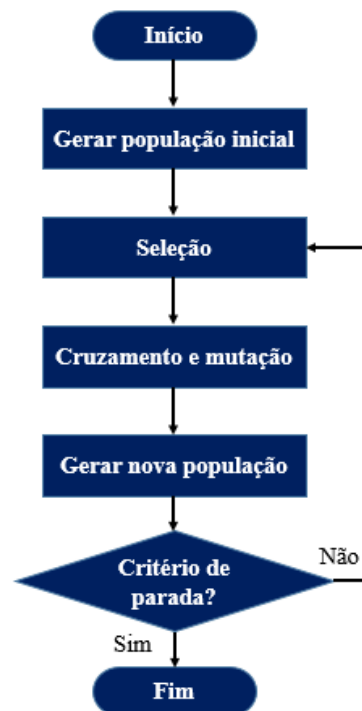 Início
Gerar população inicial
Seleção
Cruzamento e mutação
Gerar nova população
Critério de
parada?
Não
Sim
Fim